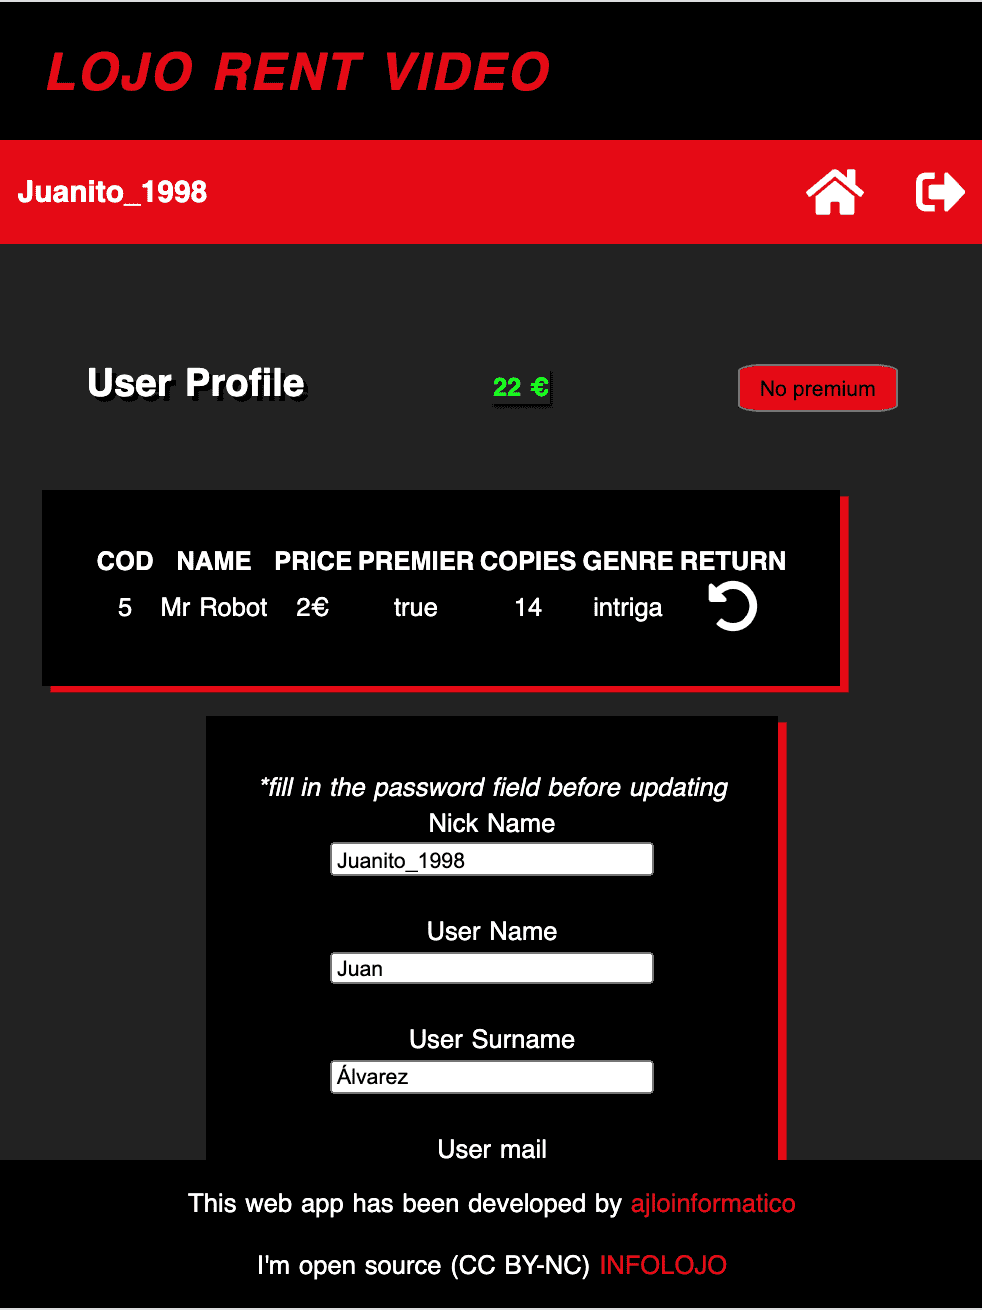 LOJO RENT VIDEO
Juanito_1998
User Profile 22 € No premium
COD NAME PRICE PREMIER COPIES GENRE RETURN
5 Mr Robot 2€ true 14 intriga
*fill in the password field before updating
Nick Name
Juanito_1998
User Name
Juan
User Surname
Álvarez
User mail
This web app has been developed by ajloinformatico
I'm open source (CC BY-NC) INFOLOJO